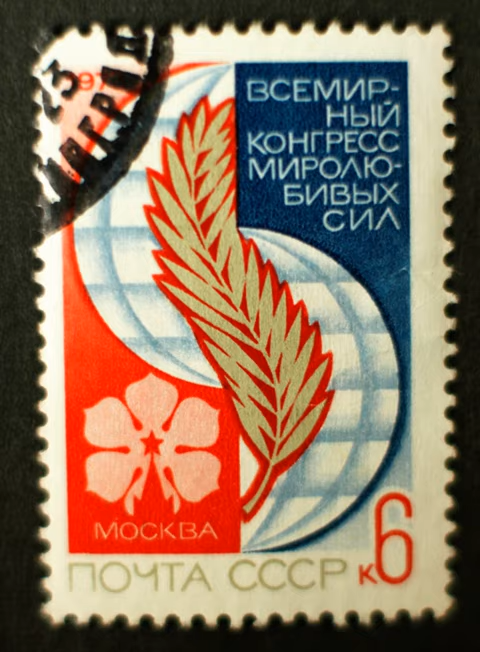 ВСЕМИР-
НЫЙ
КОНГРЕСС
МИРОЛЮ-
БИВЫХ
СИЛ
МОСКВА
ПОЧТА СССР к6